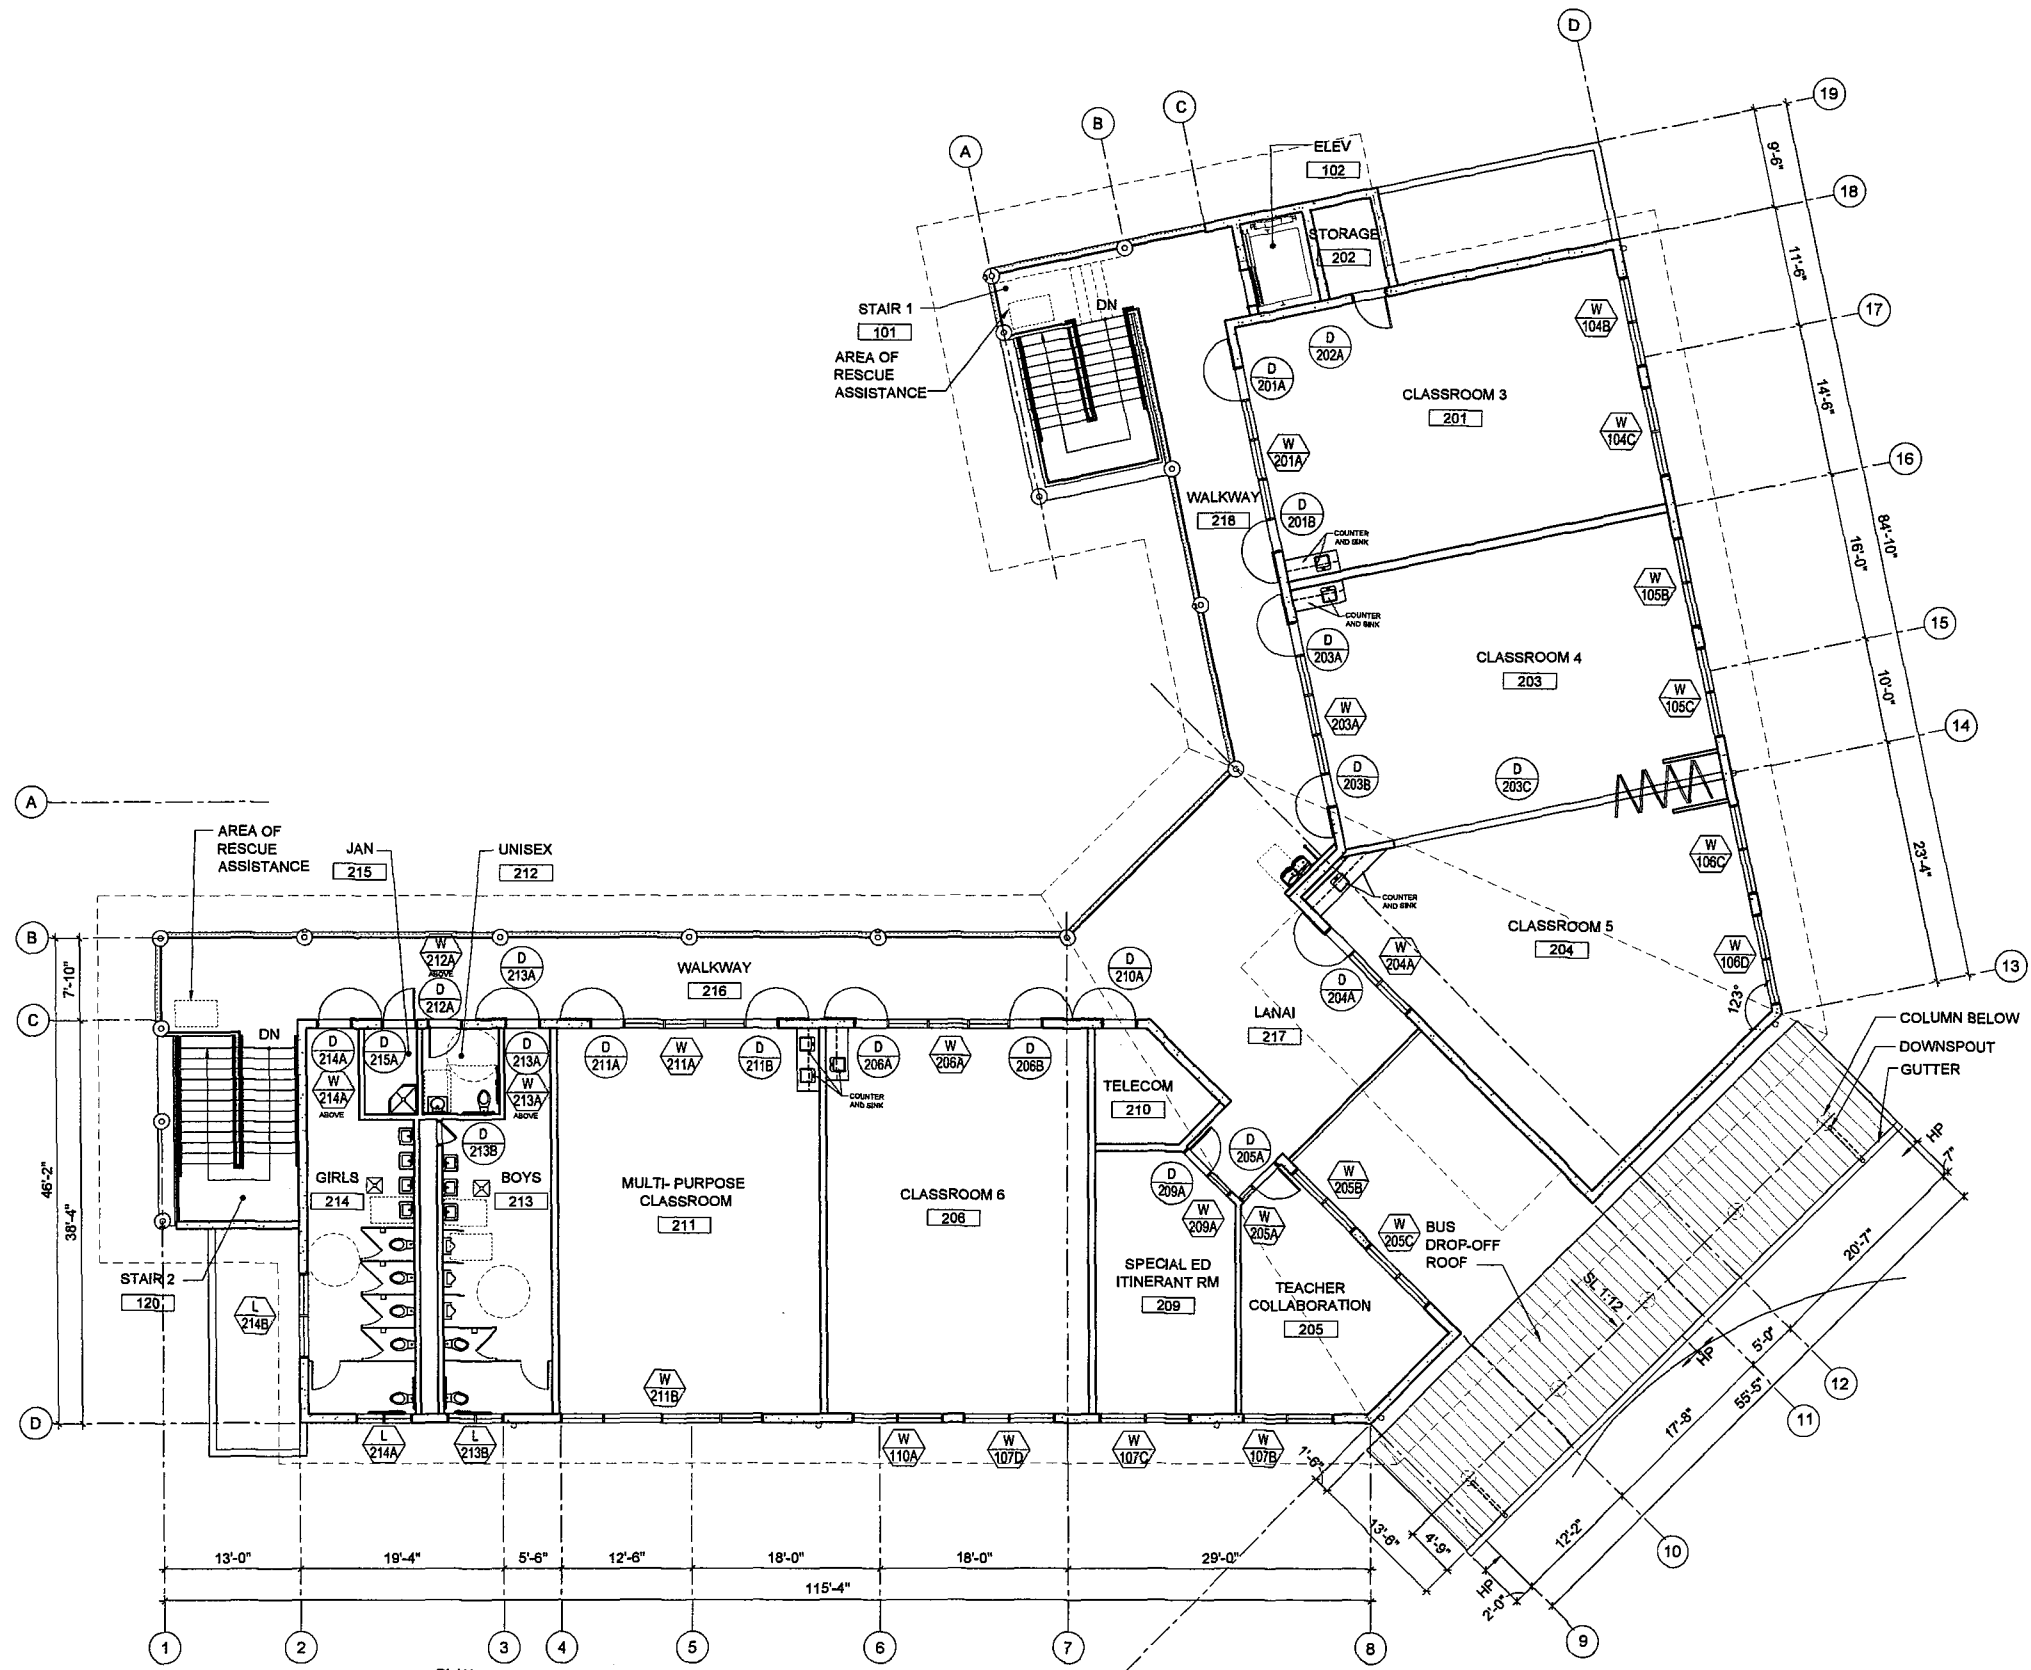 D
19
C
B
A
9'-6"
ELEV
102
18
STORAGE
202
11'-6"
STAIR 1
101
DN
17
W
104B
D
202A
AREA OF
RESCUE
ASSISTANCE
D
201A
CLASSROOM 3
201
14'-6"
W
104C
W
201A
16
WALKWAY
218
D
201B
COUNTER
AND SINK
84'-10"
16'-0"
W
105B
COUNTER
AND SINK
15
D
203A
CLASSROOM 4
203
10'-0"
W
105C
W
203A
14
D
203B
D
203C
A
AREA OF
RESCUE
ASSISTANCE
JAN
215
UNISEX
212
W
106C
23'-4"
COUNTER
AND SINK
B
CLASSROOM 5
204
W
212A
ABOVE
D
213A
WALKWAY
216
D
210A
W
204A
W
106D
13
7'-10"
D
212A
D
204A
123°
C
DN
LANAI
217
COLUMN BELOW
DOWNSPOUT
GUTTER
D
214A
D
215A
D
213A
D
211A
W
211A
D
211B
D
206A
W
206A
D
206B
W
214A
ABOVE
W
213A
ABOVE
COUNTER
AND SINK
TELECOM
210
HP
7"
D
213B
D
205A
46'-2"
38'-4"
GIRLS
214
BOYS
213
MULTI- PURPOSE
CLASSROOM
211
CLASSROOM 6
206
D
209A
W
205B
W
209A
W
205A
W
205C
BUS
DROP-OFF
ROOF
20'-7"
STAIR 2
120
SPECIAL ED
ITINERANT RM
209
TEACHER
COLLABORATION
205
SL 1:12
L
214B
5'-0"
HP
12
W
211B
17'-8"
55'-5"
11
D
L
214A
L
213B
W
110A
W
107D
W
107C
W
107B
1'-6"
13'-6"
4'-9"
12'-2"
10
HP
2'-0"
13'-0"
19'-4"
5'-6"
12'-6"
18'-0"
18'-0"
29'-0"
115'-4"
1
2
3
4
5
6
7
8
9